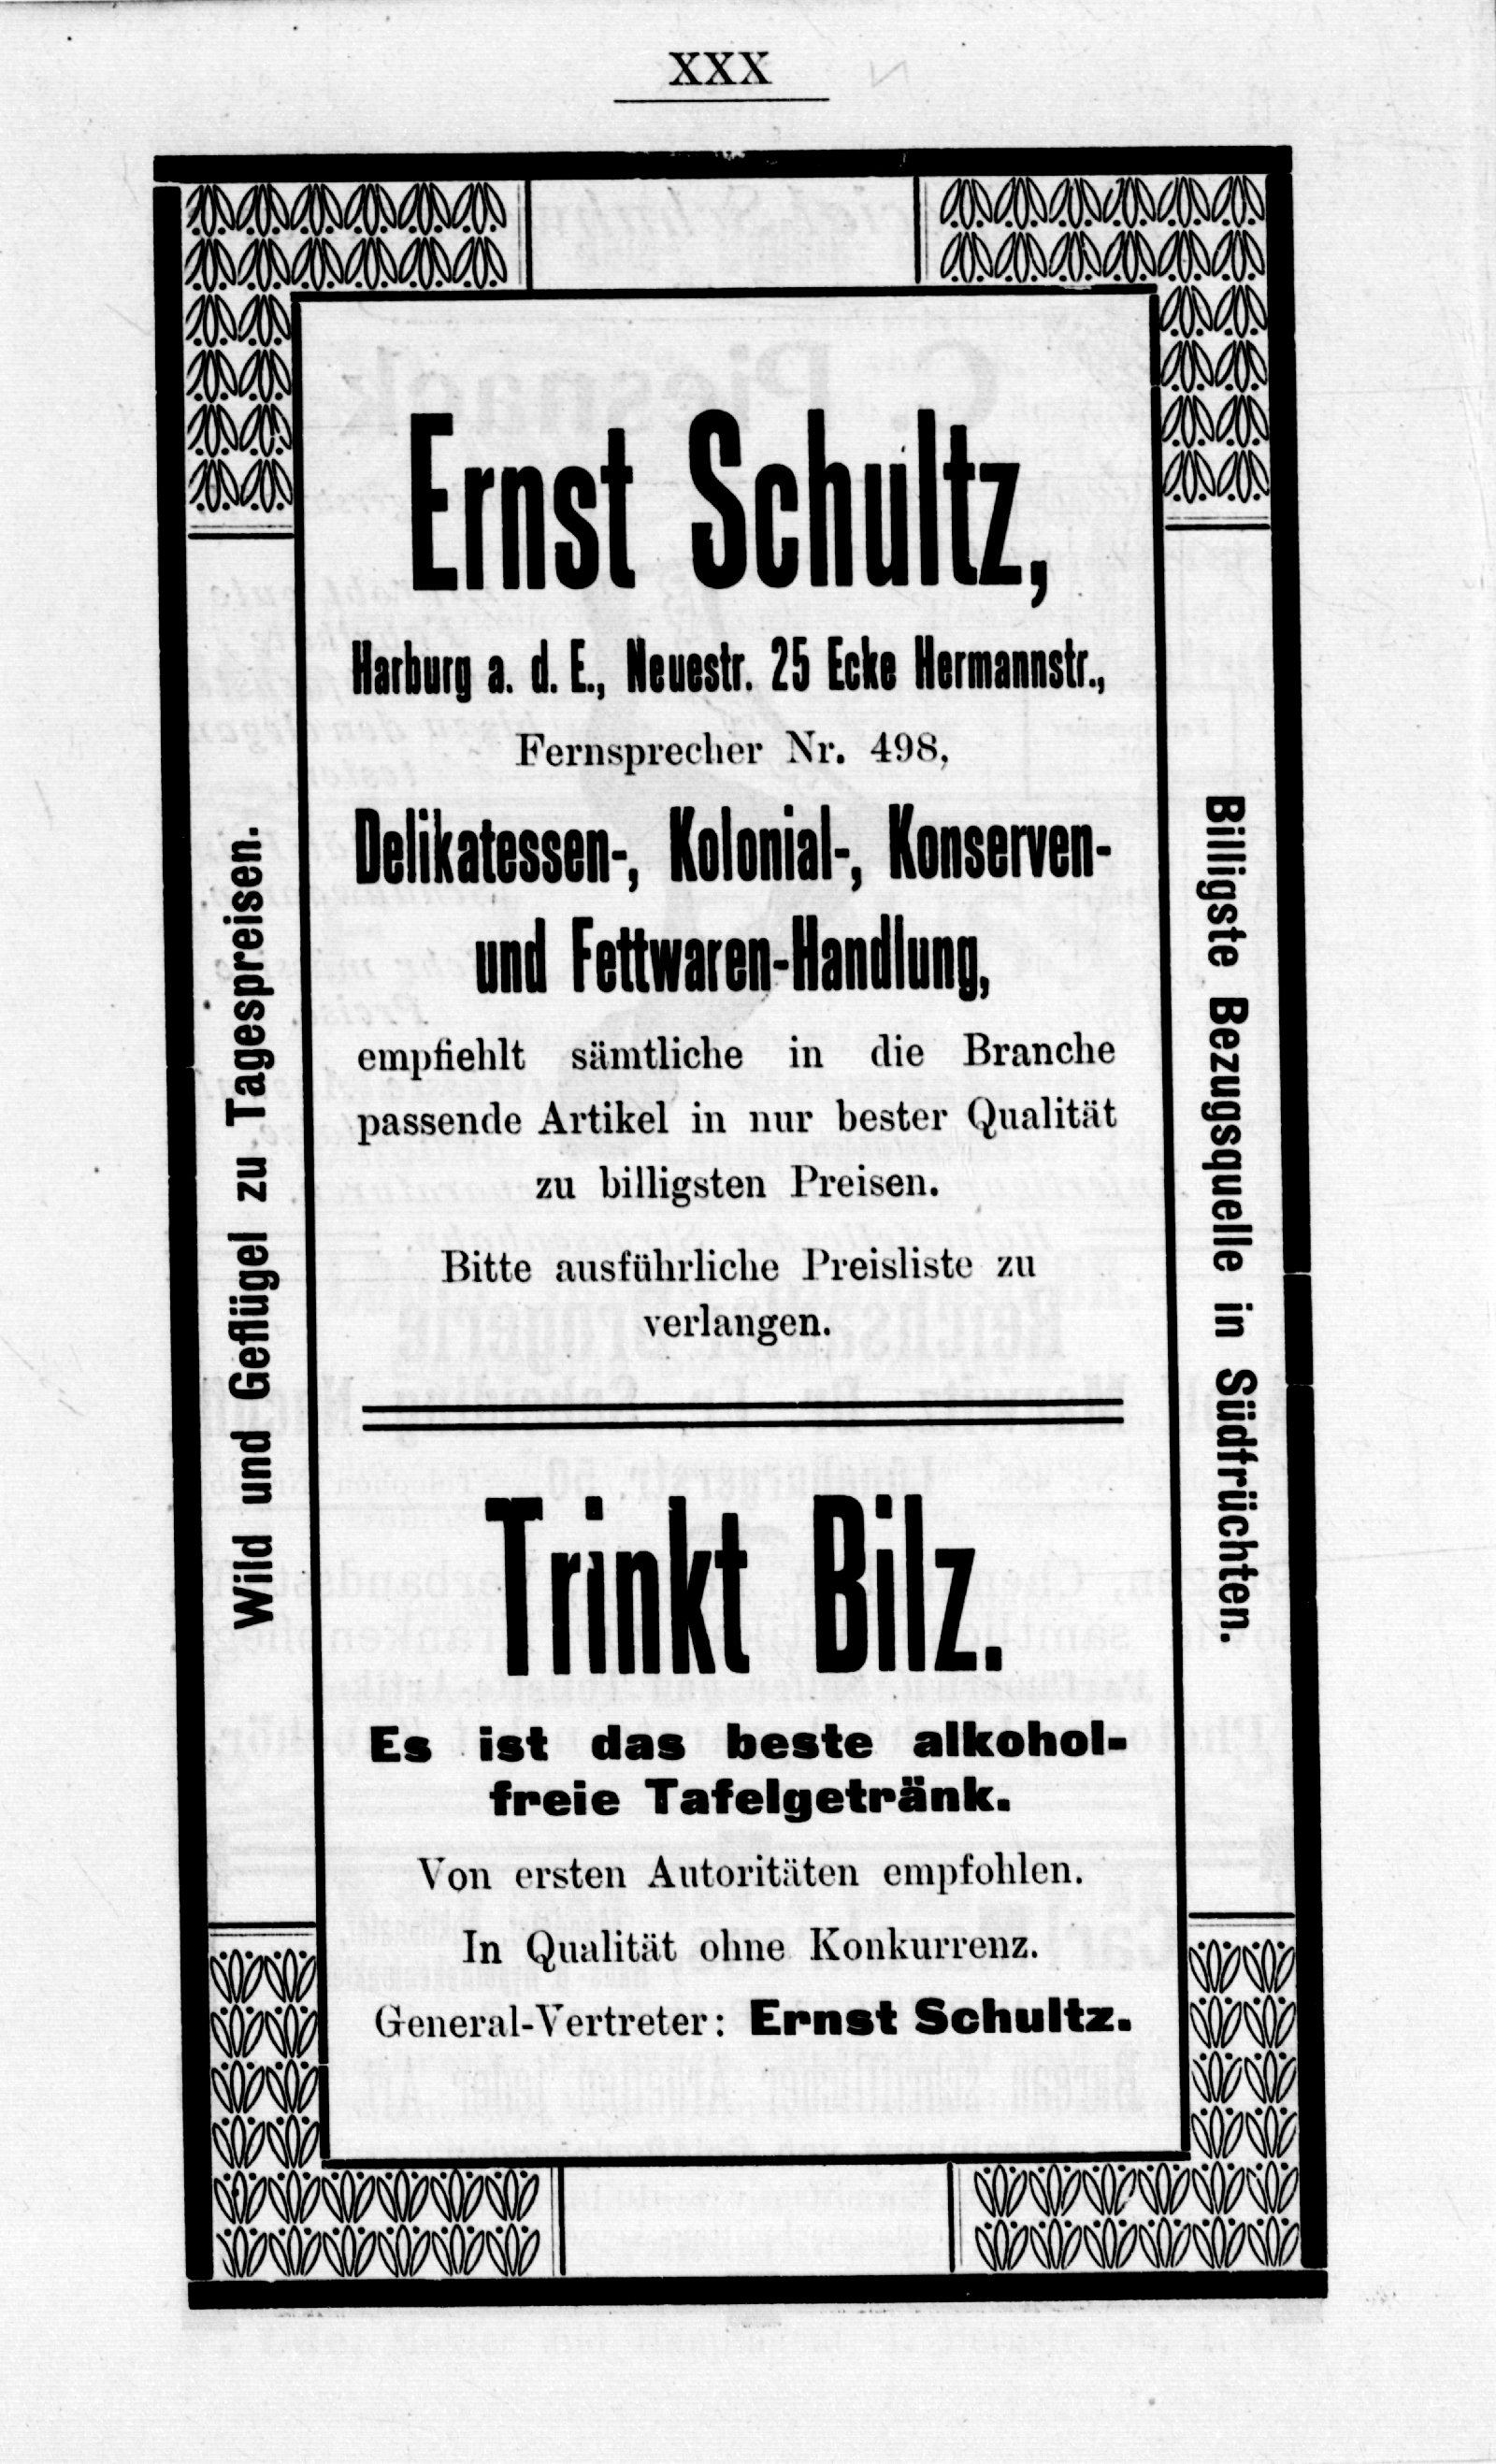 XXX
Wild und Geflügel zu Tagespreisen.
Ernst Schultz,
Harburg a. d. E., Neuestr. 25 Ecke Hermannstr.,
Fernsprecher Nr. 498,
Delikatessen-, Kolonial-, Konserven-
und Fettwaren-Handlung,
empfiehlt sämtliche in die Branche
passende Artikel in nur bester Qualität
zu billigsten Preisen.
Bitte ausführliche Preisliste zu
verlangen.
Trinkt Bilz.
Es ist das beste alkohol-
freie Tafelgetränk.
Von ersten Autoritäten empfohlen.
In Qualität ohne Konkurrenz.
General-Vertreter: Ernst Schultz.
Billigste Bezugsquelle in Südfrüchten.